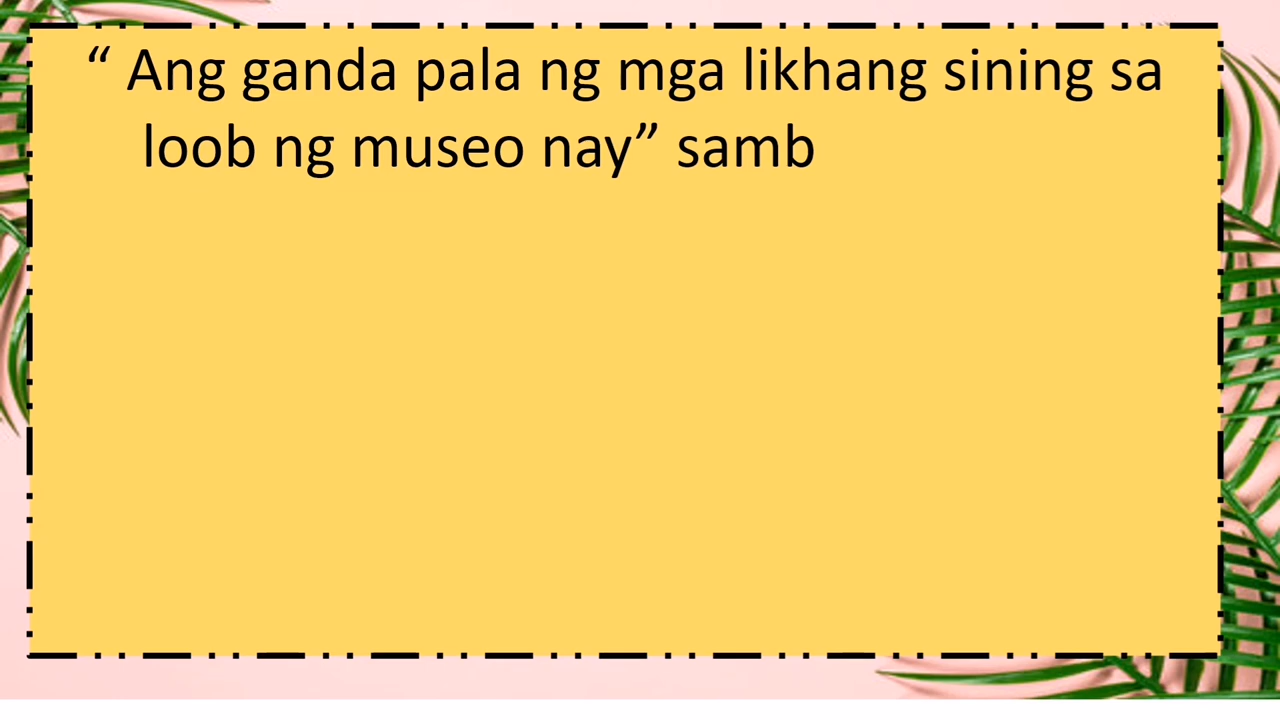 “ Ang ganda pala ng mga likhang sining sa
loob ng museo nay” samb